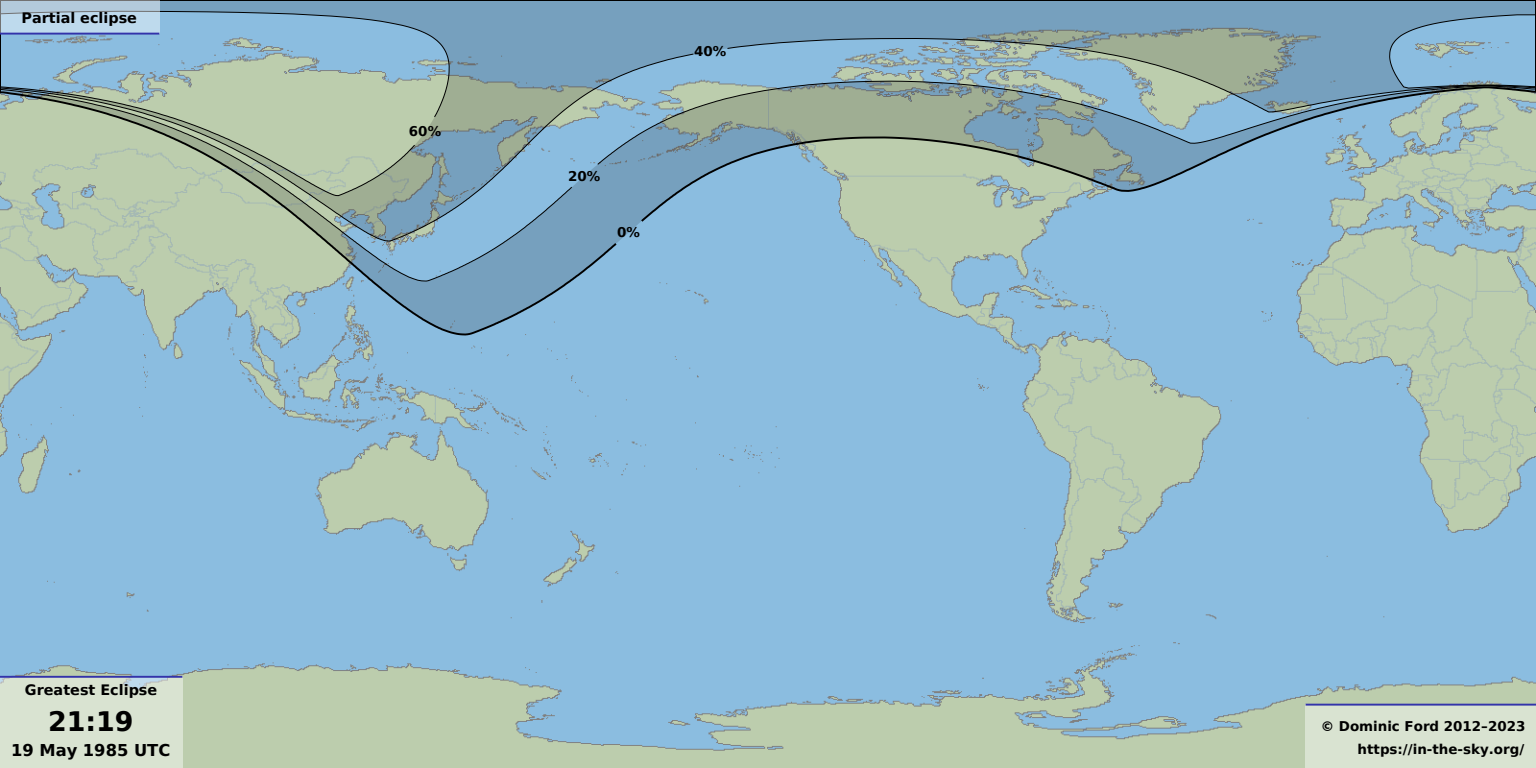 Partial eclipse
40%
60%
20%
0%
Greatest Eclipse
21:19
19 May 1985 UTC
© Dominic Ford 2012–2023
https://in-the-sky.org/